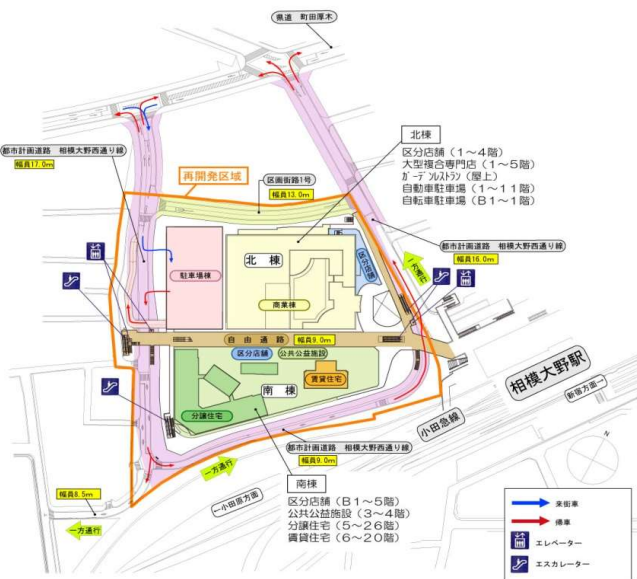 県道 町田厚木
都市計画道路 相模大野西通り線
幅員17.0m
再開発区域
区画街路1号
幅員13.0m
北棟
区分店舗(1～4階)
大型複合専門店(1～5階)
ガーデンレストラン(屋上)
自動車駐車場(1～11階)
自転車駐車場(B1～1階)
都市計画道路 相模大野西通り線
幅員16.0m
一方通行
駐車場棟
北棟
商業棟
区分店舗
自由通路
幅員9.0m
区分店舗
公共公益施設
賃貸住宅
南棟
分譲住宅
相模大野駅
新宿方面→
小田急線
都市計画道路 相模大野西通り線
幅員9.0m
一方通行
←小田原方面
幅員8.5m
一方通行
南棟
区分店舗(B1～5階)
公共公益施設(3～4階)
分譲住宅(5～26階)
賃貸住宅(6～20階)
N
来街車
帰車
エレベーター
エスカレーター